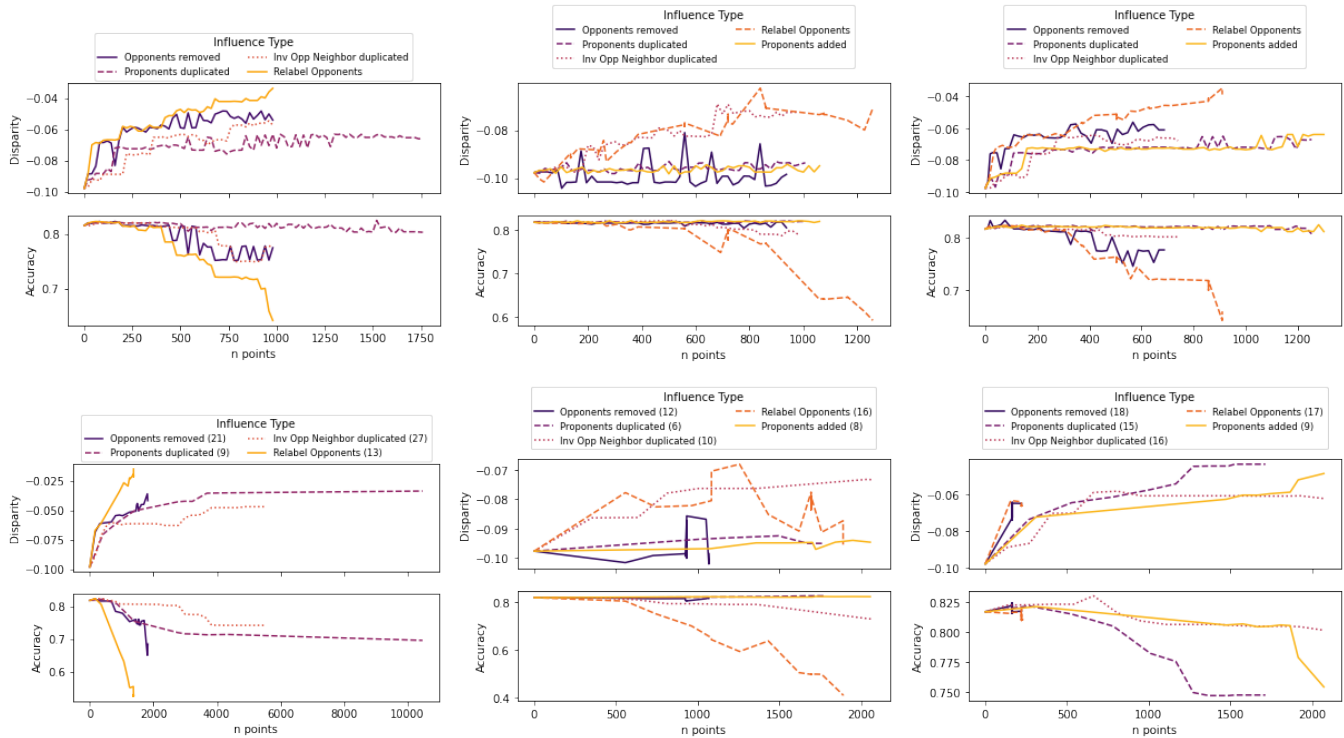 Influence Type
Opponents removed
Inv Opp Neighbor duplicated
Proponents duplicated
Relabel Opponents
Disparity
−0.04
−0.06
−0.08
−0.10
Accuracy
0.8
0.7
0
250
500
750
1000
1250
1500
1750
n points
Influence Type
Opponents removed
Relabel Opponents
Proponents duplicated
Proponents added
Inv Opp Neighbor duplicated
Disparity
−0.08
−0.10
Accuracy
0.8
0.7
0.6
0
200
400
600
800
1000
1200
n points
Influence Type
Opponents removed
Relabel Opponents
Proponents duplicated
Proponents added
Inv Opp Neighbor duplicated
Disparity
−0.04
−0.06
−0.08
−0.10
Accuracy
0.8
0.7
0
200
400
600
800
1000
1200
n points
Influence Type
Opponents removed (21)
Inv Opp Neighbor duplicated (27)
Proponents duplicated (9)
Relabel Opponents (13)
Disparity
−0.025
−0.050
−0.075
−0.100
Accuracy
0.8
0.7
0.6
0
2000
4000
6000
8000
10000
n points
Influence Type
Opponents removed (12)
Relabel Opponents (16)
Proponents duplicated (6)
Proponents added (8)
Inv Opp Neighbor duplicated (10)
Disparity
−0.07
−0.08
−0.09
−0.10
Accuracy
0.8
0.6
0.4
0
500
1000
1500
2000
n points
Influence Type
Opponents removed (18)
Relabel Opponents (17)
Proponents duplicated (15)
Proponents added (9)
Inv Opp Neighbor duplicated (16)
Disparity
−0.06
−0.08
−0.10
Accuracy
0.825
0.800
0.775
0.750
0
500
1000
1500
2000
n points